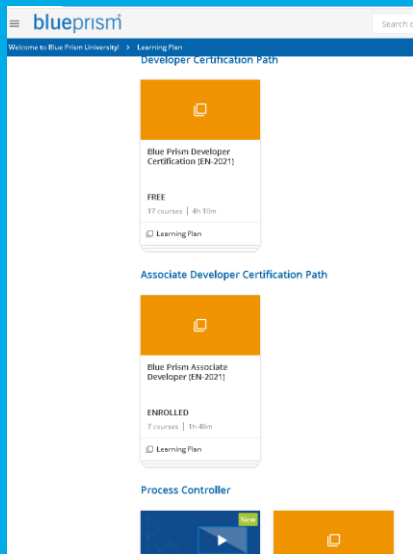 blueprism
Search
Welcome to Blue Prism University! > Learning Plan
Developer Certification Path
Blue Prism Developer
Certification [EN-2021]
FREE
17 courses | 4h 10m
Learning Plan
Associate Developer Certification Path
Blue Prism Associate
Developer [EN-2021]
ENROLLED
7 courses | 1h 46m
Learning Plan
Process Controller
New